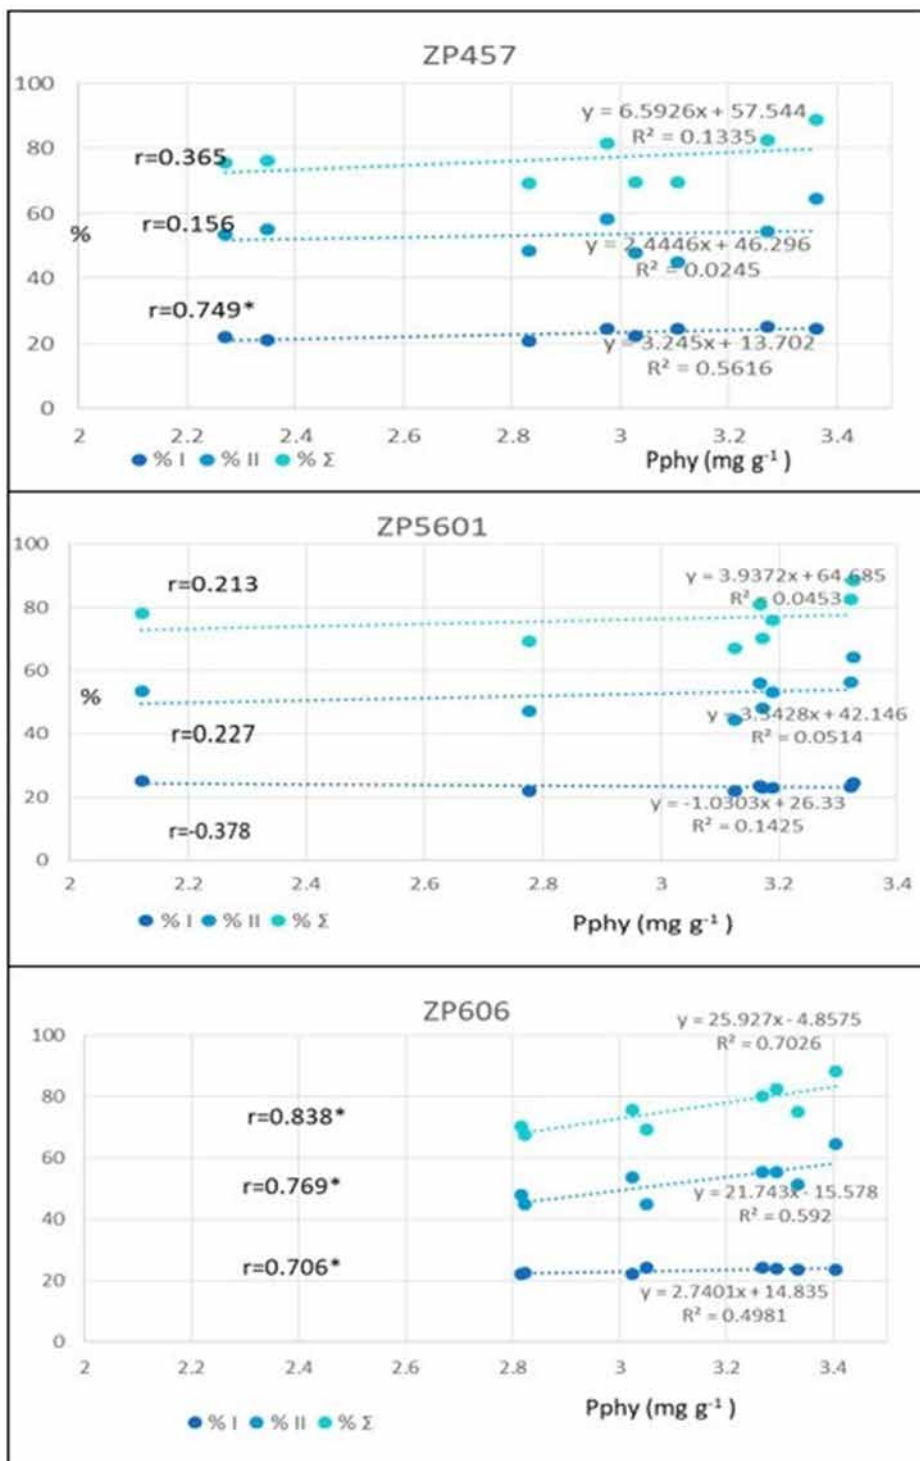 ZP457
100
y = 6.5926x + 57.544
R² = 0.1335
80
r=0.365
60
r=0.156
%
y = 2.4446x + 46.296
R² = 0.0245
40
r=0.749*
20
y = 3.245x + 13.702
R² = 0.5616
0
2 2.2 2.4 2.6 2.8 3 3.2 3.4
% I % II % Σ
Pphy (mg g⁻¹ )
ZP5601
100
r=0.213
y = 3.9372x + 64.685
R² = 0.0453
80
60
%
r=0.227
y = 3.5428x + 42.146
R² = 0.0514
40
20
y = -1.0303x + 26.33
R² = 0.1425
r=-0.378
0
2 2.2 2.4 2.6 2.8 3 3.2 3.4
% I % II % Σ
Pphy (mg g⁻¹ )
ZP606
y = 25.927x - 4.8575
R² = 0.7026
100
80
r=0.838*
60
r=0.769*
y = 21.743x - 15.578
R² = 0.592
40
r=0.706*
20
y = 2.7401x + 14.835
R² = 0.4981
0
2 2.2 2.4 2.6 2.8 3 3.2 3.4
% I % II % Σ
Pphy (mg g⁻¹ )